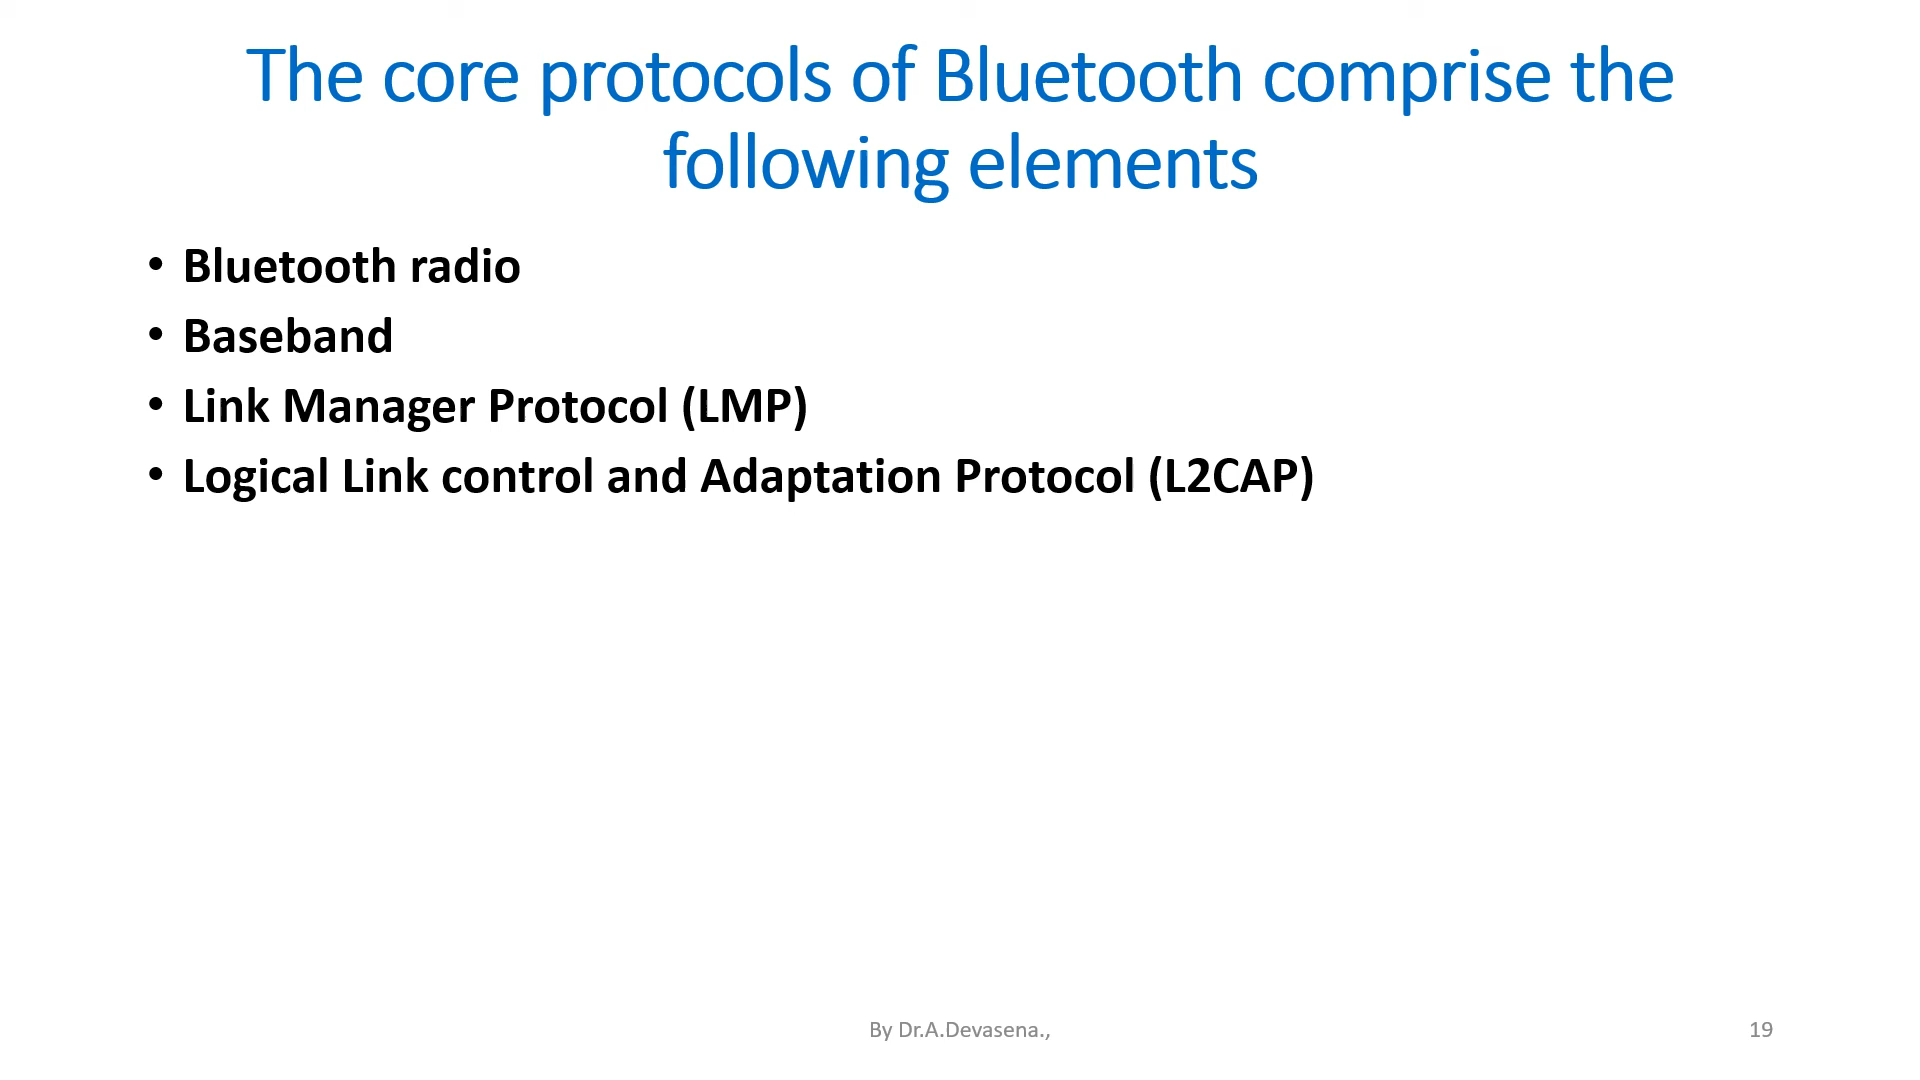 The core protocols of Bluetooth comprise the
following elements
• Bluetooth radio
• Baseband
• Link Manager Protocol (LMP)
• Logical Link control and Adaptation Protocol (L2CAP)
By Dr.A.Devasena.,
19